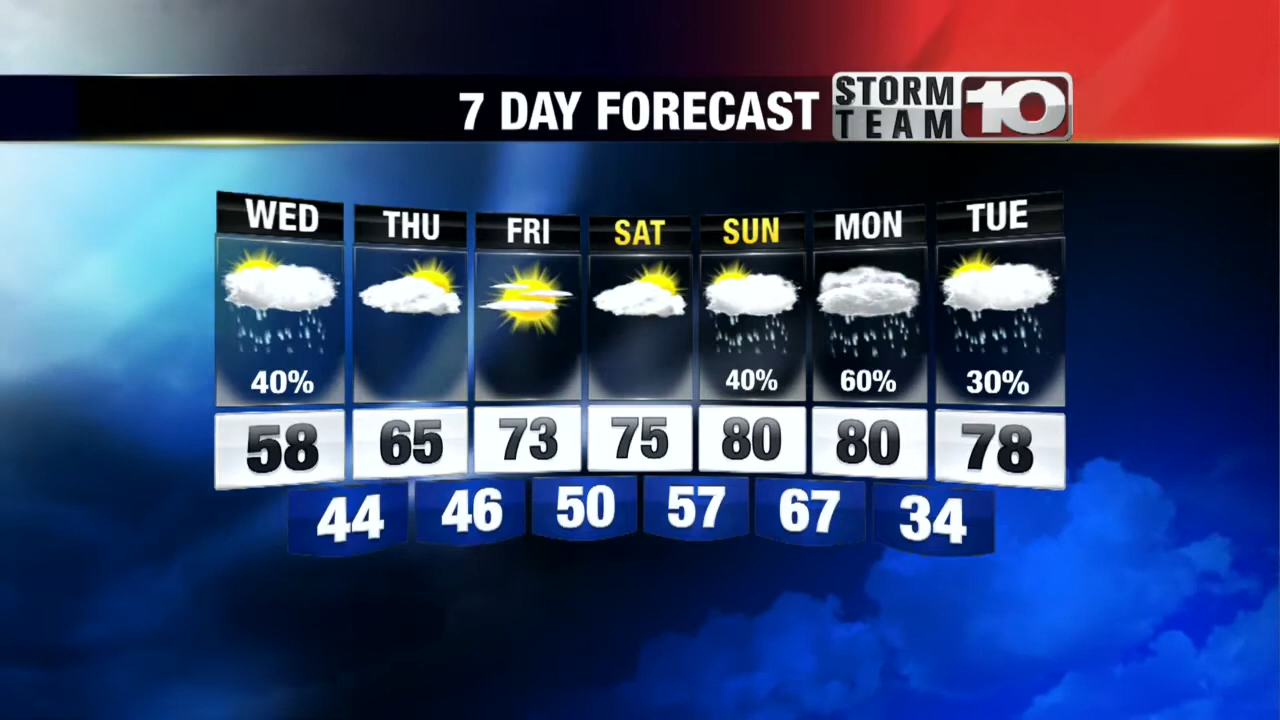 7 DAY FORECAST STORM TEAM 10
WED THU FRI SAT SUN MON TUE
40% 40% 60% 30%
58 65 73 75 80 80 78
44 46 50 57 67 34